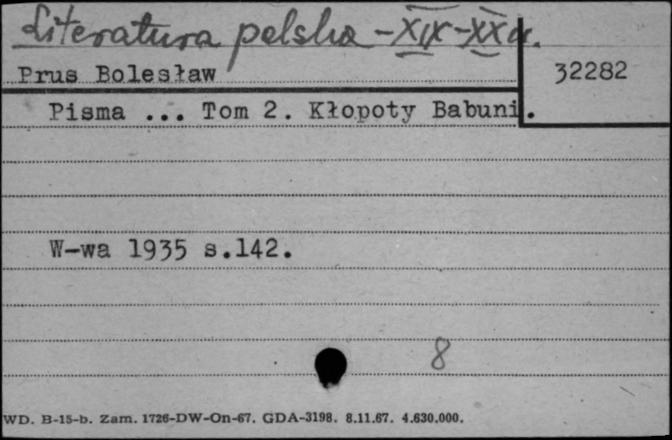 Literatura polska - XIX-XX w.
Prus Bolesław
32282
Pisma ... Tom 2. Kłopoty Babuni.
W-wa 1935 s.142.
8
WD. B-15-b. Zam. 1726-DW-On-67. GDA-3198. 8.11.67. 4.630.000.